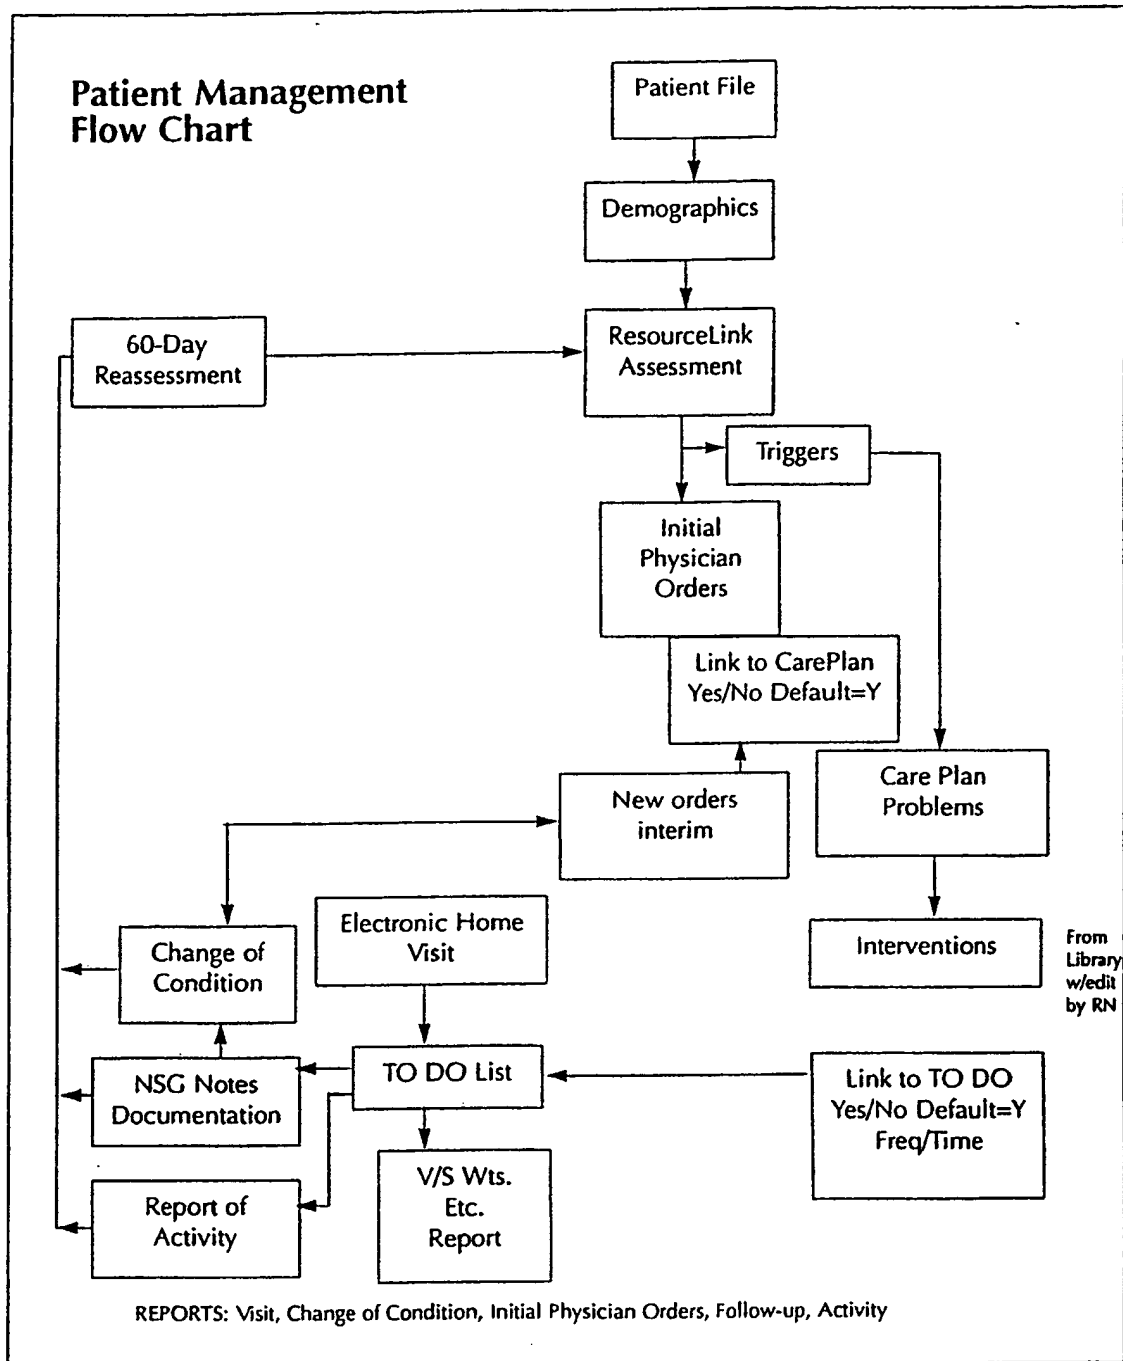 Patient Management
Flow Chart
Patient File
Demographics
60-Day
Reassessment
ResourceLink
Assessment
Triggers
Initial
Physician
Orders
Link to CarePlan
Yes/No Default=Y
Care Plan
Problems
New orders
interim
Electronic Home
Visit
Change of
Condition
Interventions
From
Library
w/edit
by RN
NSG Notes
Documentation
TO DO List
Link to TO DO
Yes/No Default=Y
Freq/Time
Report of
Activity
V/S Wts.
Etc.
Report
REPORTS: Visit, Change of Condition, Initial Physician Orders, Follow-up, Activity